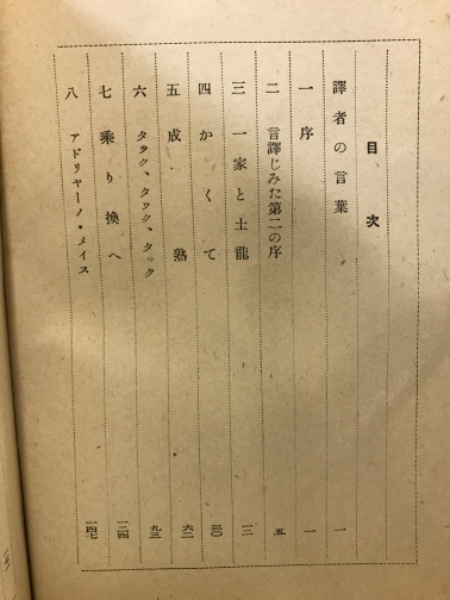 目次
譯者の言葉 一
一 序 一
二 言譯じみた第二の序 五
三 一家と土龍 一二
四 かくて 三〇
五 成熟 六二
六 タック、タック、タック 九三
七 乘り換へ 一二四
八 アドリヤーノ・メイス 一四七